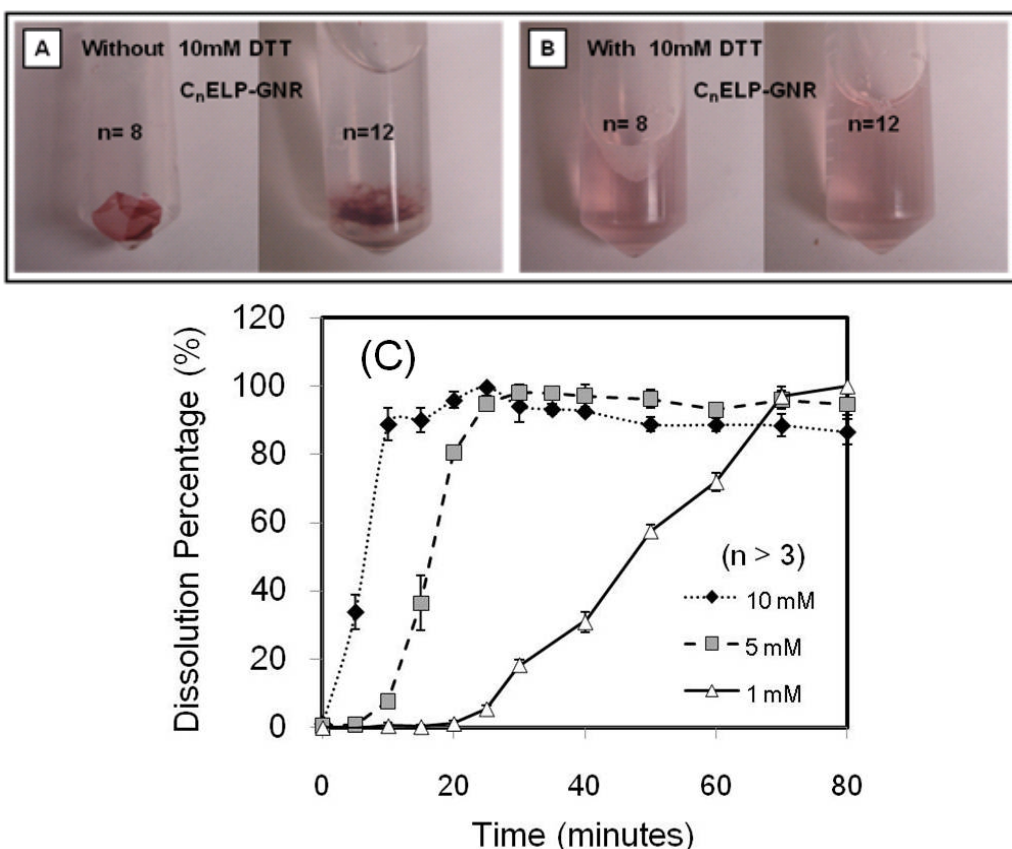 A Without 10mM DTT
CnELP-GNR
n= 8
n=12
B With 10mM DTT
CnELP-GNR
n= 8
n=12
(C)
Dissolution Percentage (%)
120
100
80
60
40
20
0
(n > 3)
10 mM
5 mM
1 mM
0 20 40 60 80
Time (minutes)